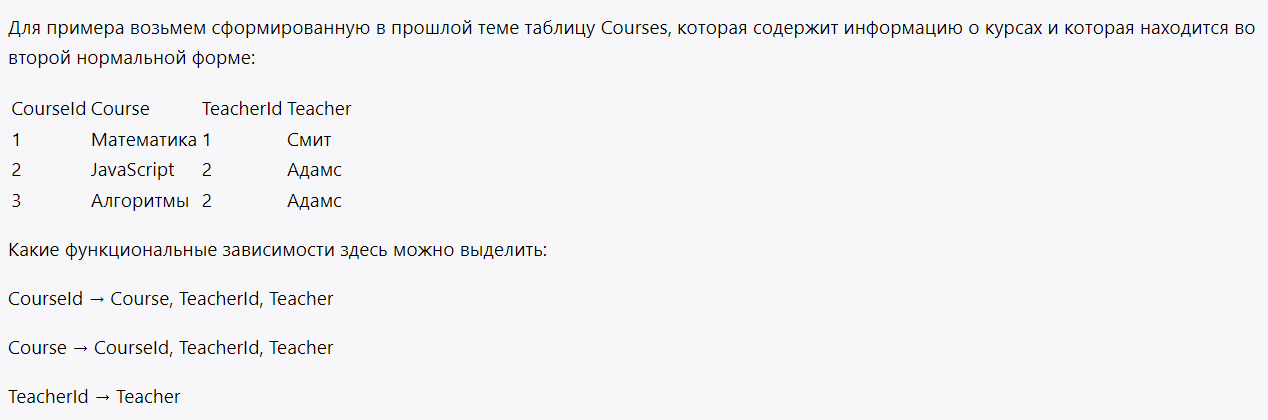 Для примера возьмем сформированную в прошлой теме таблицу Courses, которая содержит информацию о курсах и которая находится во
второй нормальной форме:
CourseId Course TeacherId Teacher
1 Математика 1 Смит
2 JavaScript 2 Адамс
3 Алгоритмы 2 Адамс
Какие функциональные зависимости здесь можно выделить:
CourseId → Course, TeacherId, Teacher
Course → CourseId, TeacherId, Teacher
TeacherId → Teacher